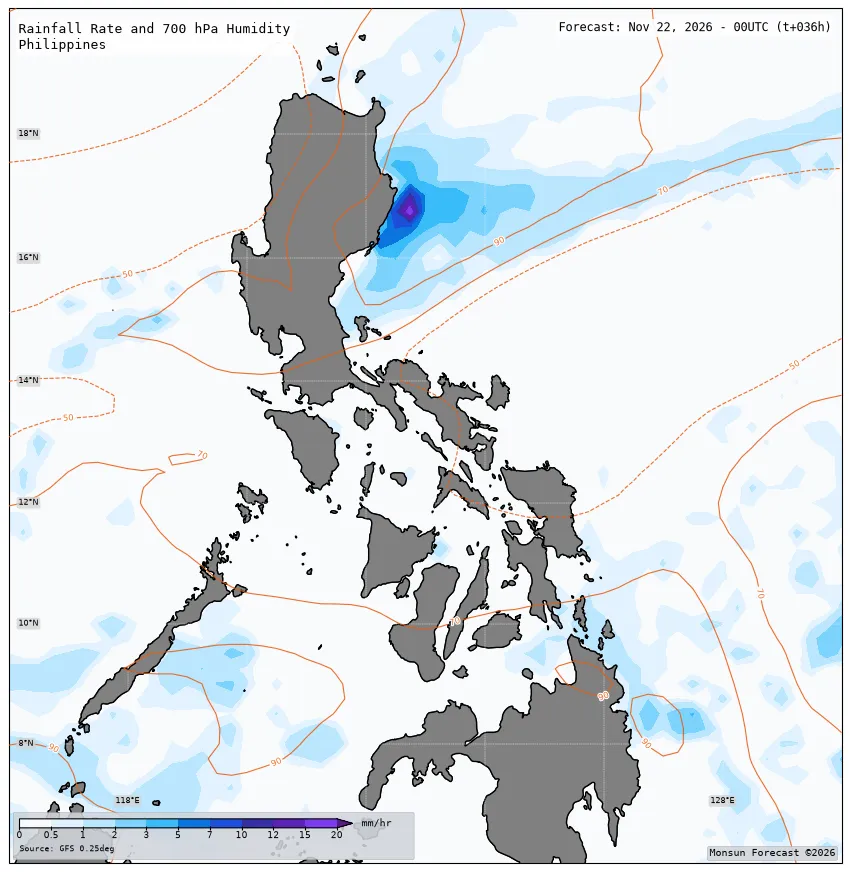 Rainfall Rate and 700 hPa Humidity
Philippines
Forecast: Nov 22, 2026 - 00UTC (t+036h)
18°N
70
90
16°N
50
50
14°N
50
70
12°N
70
10°N
70
90
90
8°N
90
90
118°E
128°E
0 0.5 1 2 3 5 7 10 12 15 20 mm/hr
Source: GFS 0.25deg
Monsun Forecast ©2026